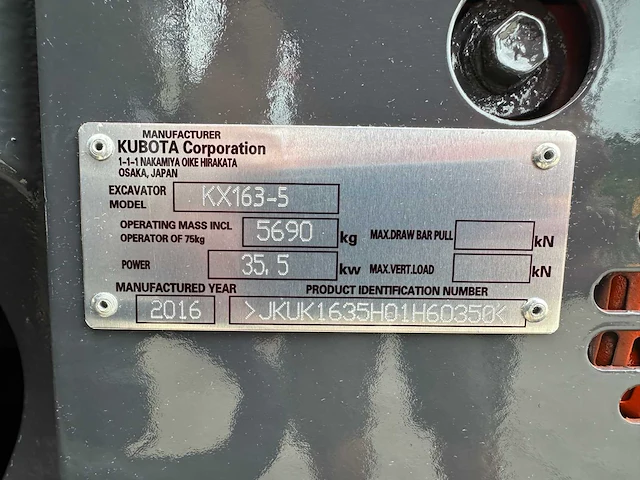 MANUFACTURER
KUBOTA Corporation
1-1-1 NAKAMIYA OIKE HIRAKATA
OSAKA, JAPAN
EXCAVATOR MODEL KX163-5
OPERATING MASS INCL OPERATOR OF 75kg 5690 kg MAX.DRAW BAR PULL kN
POWER 35.5 kw MAX.VERT.LOAD kN
MANUFACTURED YEAR PRODUCT IDENTIFICATION NUMBER
2016 >JKUK1635H01H60350<